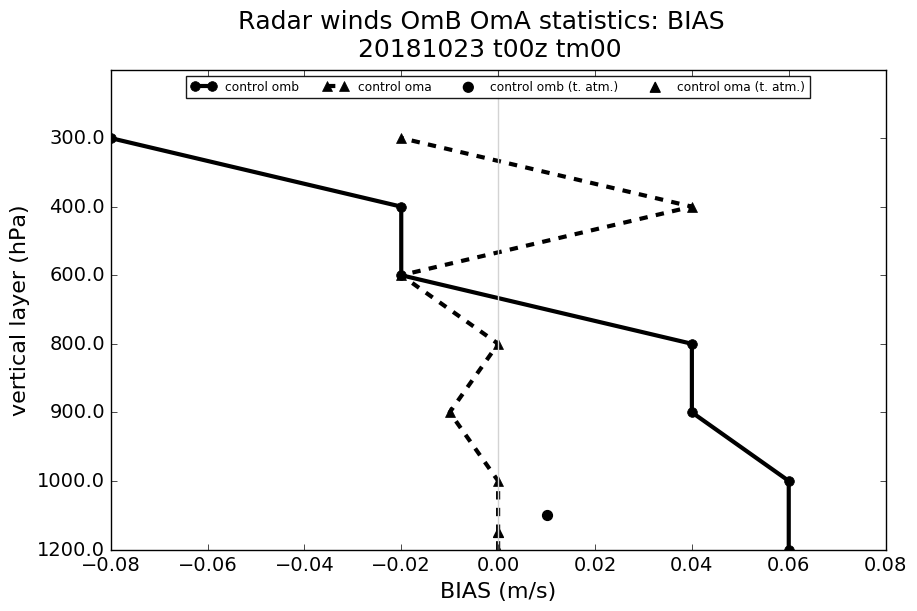 Radar winds OmB OmA statistics: BIAS
20181023 t00z tm00
control omb control oma control omb (t. atm.) control oma (t. atm.)
300.0
400.0
600.0
800.0
900.0
1000.0
1200.0
vertical layer (hPa)
−0.08 −0.06 −0.04 −0.02 0.00 0.02 0.04 0.06 0.08
BIAS (m/s)